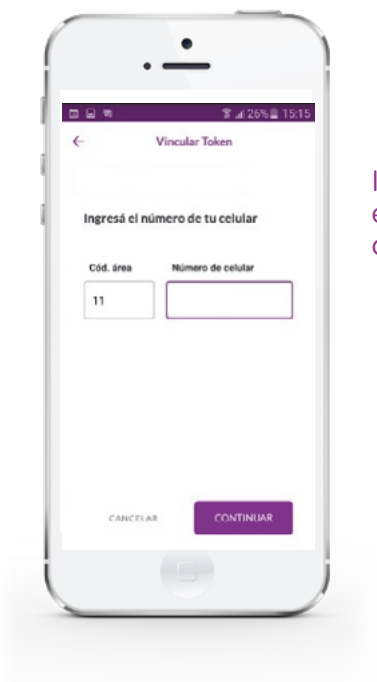 26% 15:15
Vincular Token
Ingresá el número de tu celular
Cód. área Número de celular
11
CANCELAR CONTINUAR